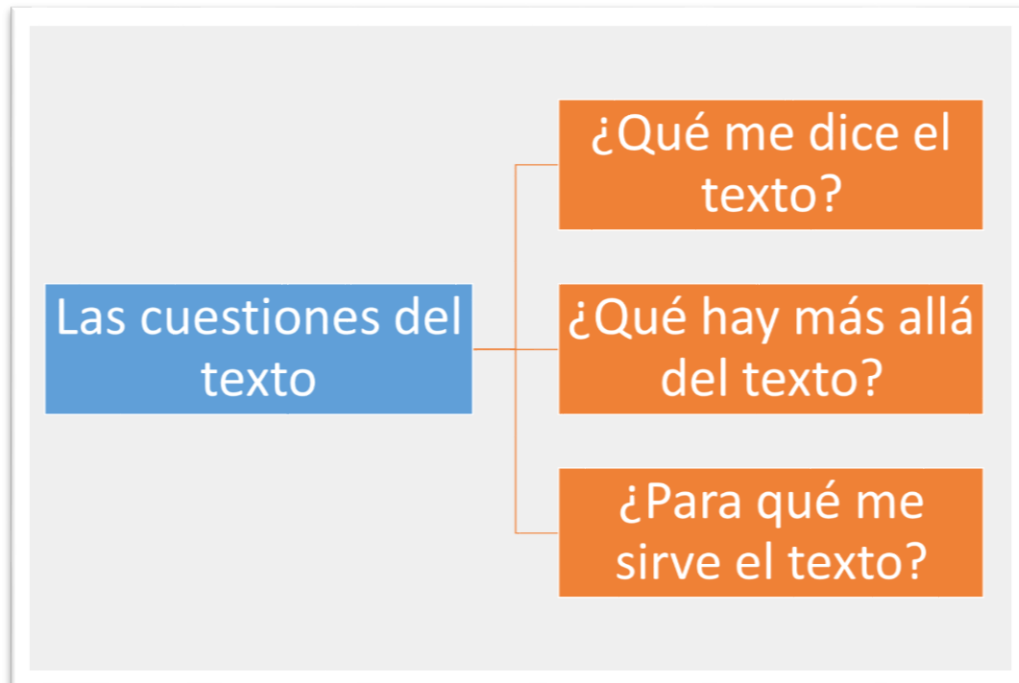 ¿Qué me dice el
texto?
Las cuestiones del
texto
¿Qué hay más allá
del texto?
¿Para qué me
sirve el texto?